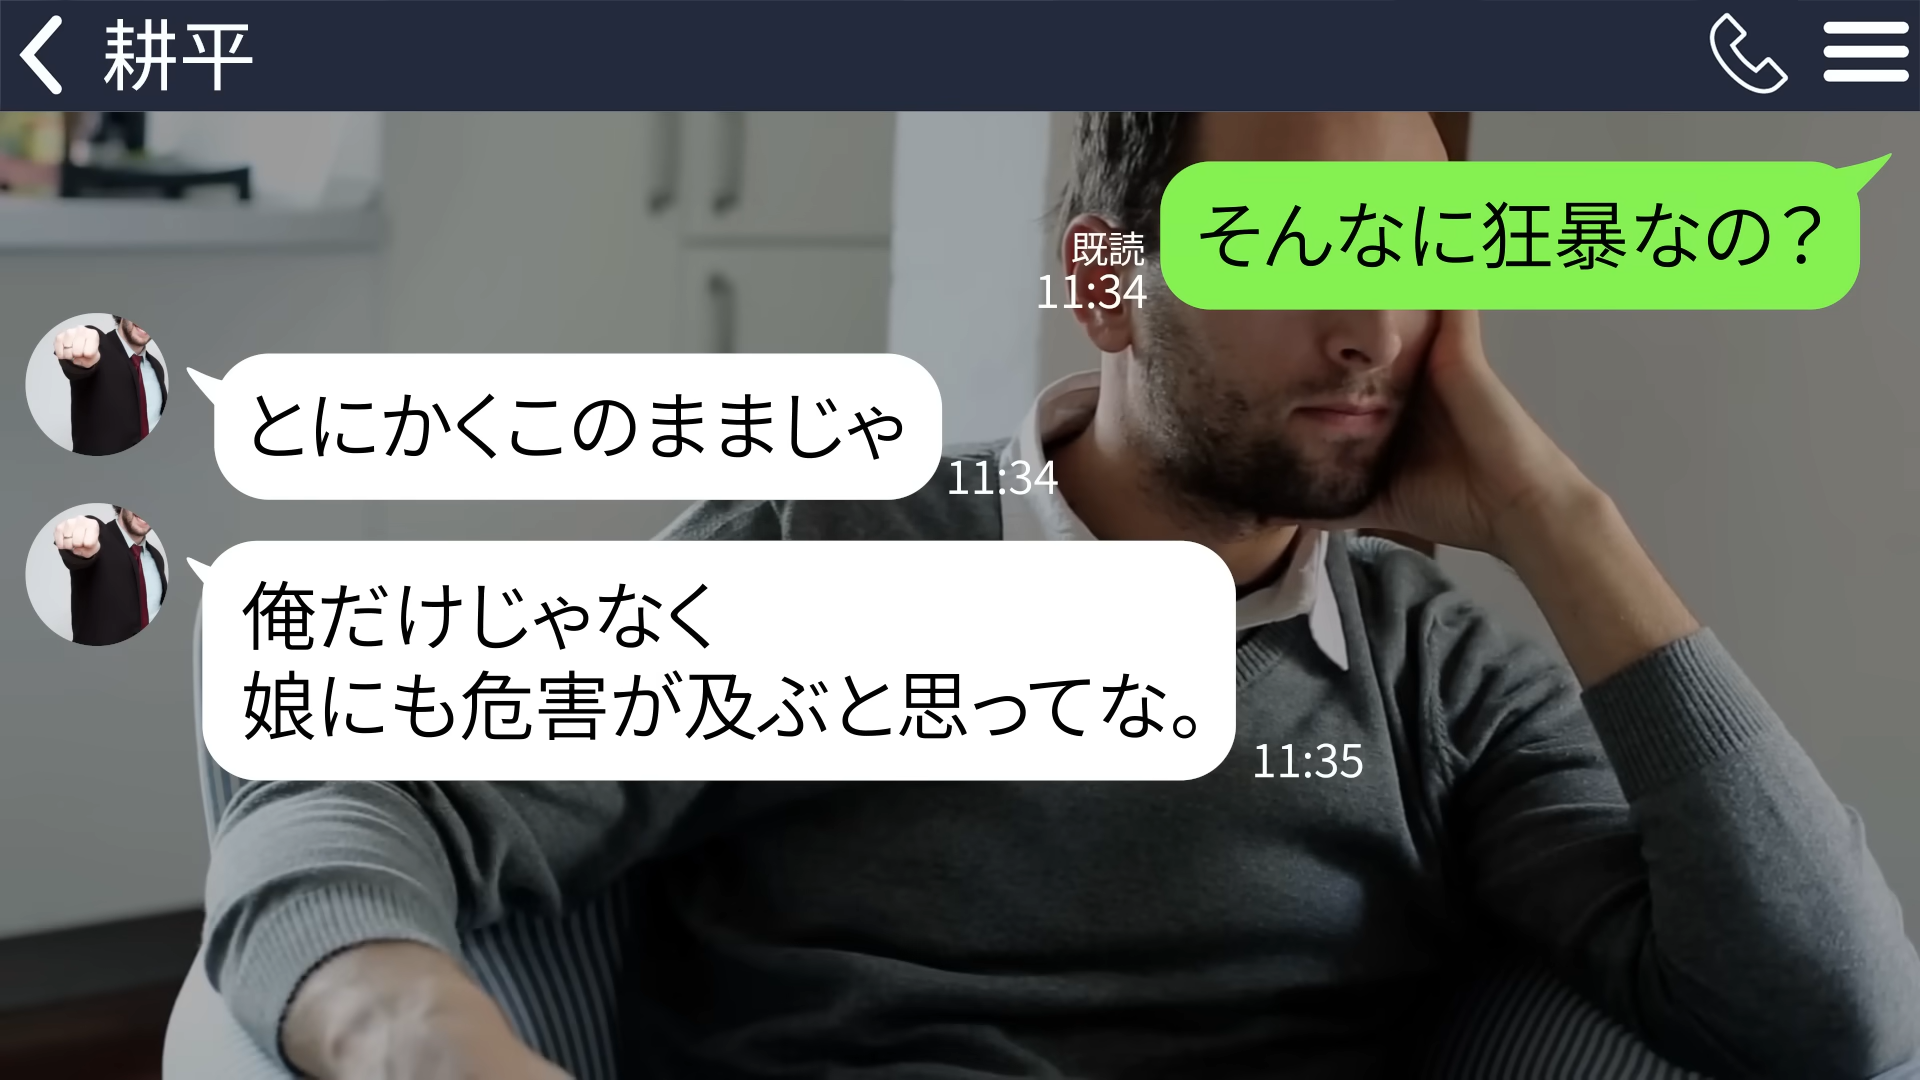 耕平
そんなに狂暴なの？
既読
11:34
とにかくこのままじゃ
11:34
俺だけじゃなく
娘にも危害が及ぶと思ってな。
11:35